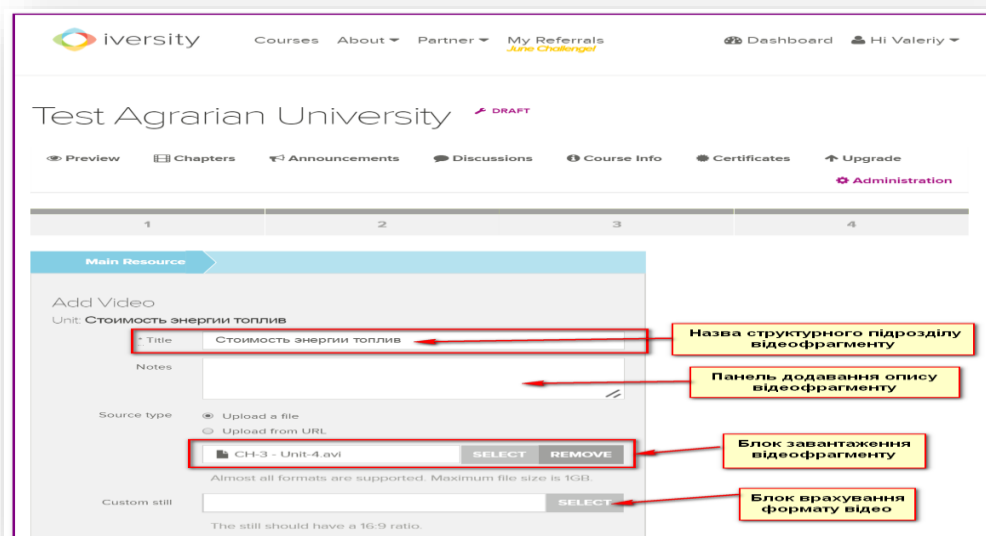 iversity Courses About Partner My Referrals Dashboard Hi Valeriy
June Challenge!
Test Agrarian University DRAFT
Preview Chapters Announcements Discussions Course Info Certificates Upgrade
Administration
1 2 3 4
Main Resource
Add Video
Unit: Стоимость энергии топлив
* Title Стоимость энергии топлив
Назва структурного підрозділу
відеофрагменту
Notes
Панель додавання опису
відеофрагменту
Source type Upload a file
Upload from URL
CH-3 - Unit-4.avi SELECT REMOVE
Блок завантаження
відеофрагменту
Almost all formats are supported. Maximum file size is 1GB.
Custom still SELECT
Блок врахування
формату відео
The still should have a 16:9 ratio.